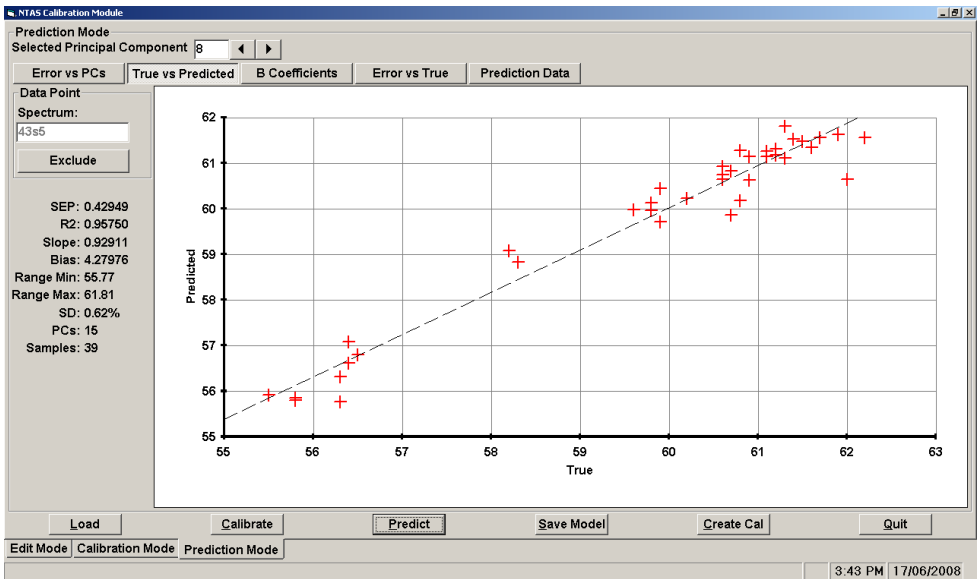 NTAS Calibration Module
Prediction Mode
Selected Principal Component 8
Error vs PCs True vs Predicted B Coefficients Error vs True Prediction Data
Data Point
Spectrum:
43s5
Exclude
SEP: 0.42949
R2: 0.95750
Slope: 0.92911
Bias: 4.27976
Range Min: 55.77
Range Max: 61.81
SD: 0.62%
PCs: 15
Samples: 39
62
61
60
59
58
57
56
55
Predicted
55 56 57 58 59 60 61 62 63
True
Load Calibrate Predict Save Model Create Cal Quit
Edit Mode Calibration Mode Prediction Mode
3:43 PM 17/06/2008